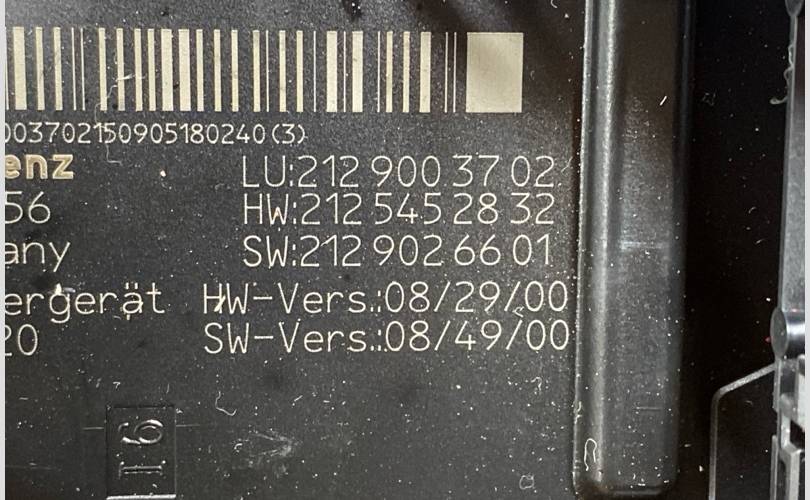 003702150905180240(3)
enz LU:212 900 37 02
56 HW:212 545 28 32
any SW:212 902 66 01
ergerät HW-Vers.:08/29/00
20 SW-Vers.:08/49/00
16